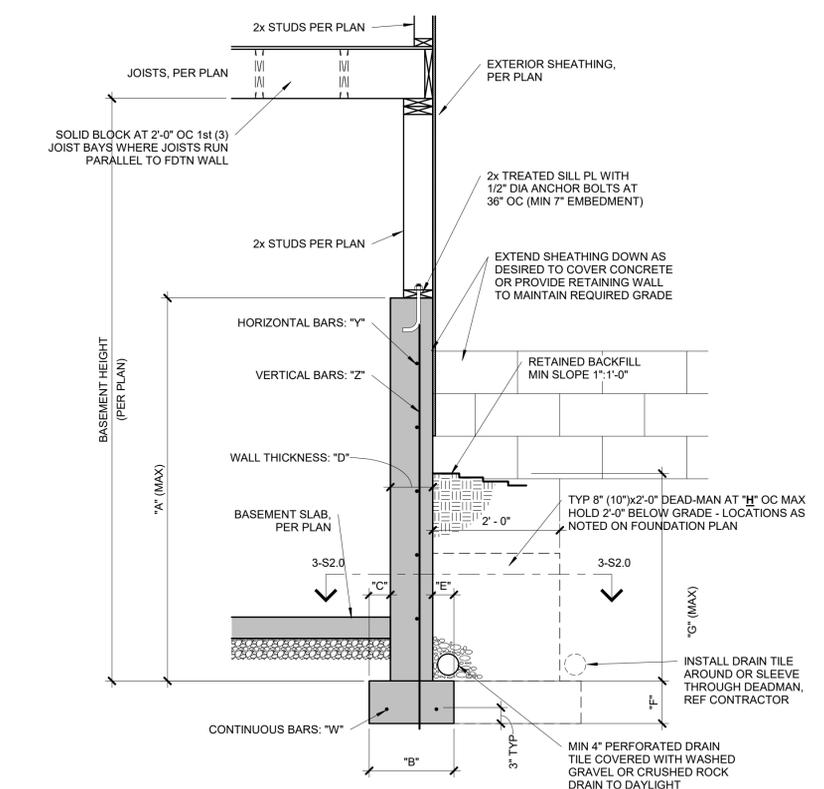 2x STUDS PER PLAN
JOISTS, PER PLAN
EXTERIOR SHEATHING,
PER PLAN
SOLID BLOCK AT 2'-0" OC 1st (3)
JOIST BAYS WHERE JOISTS RUN
PARALLEL TO FDTN WALL
2x TREATED SILL PL WITH
1/2" DIA ANCHOR BOLTS AT
36" OC (MIN 7" EMBEDMENT)
2x STUDS PER PLAN
EXTEND SHEATHING DOWN AS
DESIRED TO COVER CONCRETE
OR PROVIDE RETAINING WALL
TO MAINTAIN REQUIRED GRADE
HORIZONTAL BARS: "Y"
RETAINED BACKFILL
MIN SLOPE 1":1'-0"
VERTICAL BARS: "Z"
BASEMENT HEIGHT
(PER PLAN)
"A" (MAX)
WALL THICKNESS: "D"
TYP 8" (10")x2'-0" DEAD-MAN AT "H" OC MAX
HOLD 2'-0" BELOW GRADE - LOCATIONS AS
NOTED ON FOUNDATION PLAN
BASEMENT SLAB,
PER PLAN
2' - 0"
3-S2.0
3-S2.0
"C"
"E"
"G" (MAX)
INSTALL DRAIN TILE
AROUND OR SLEEVE
THROUGH DEADMAN,
REF CONTRACTOR
"F"
CONTINUOUS BARS: "W"
3" TYP
"B"
MIN 4" PERFORATED DRAIN
TILE COVERED WITH WASHED
GRAVEL OR CRUSHED ROCK
DRAIN TO DAYLIGHT